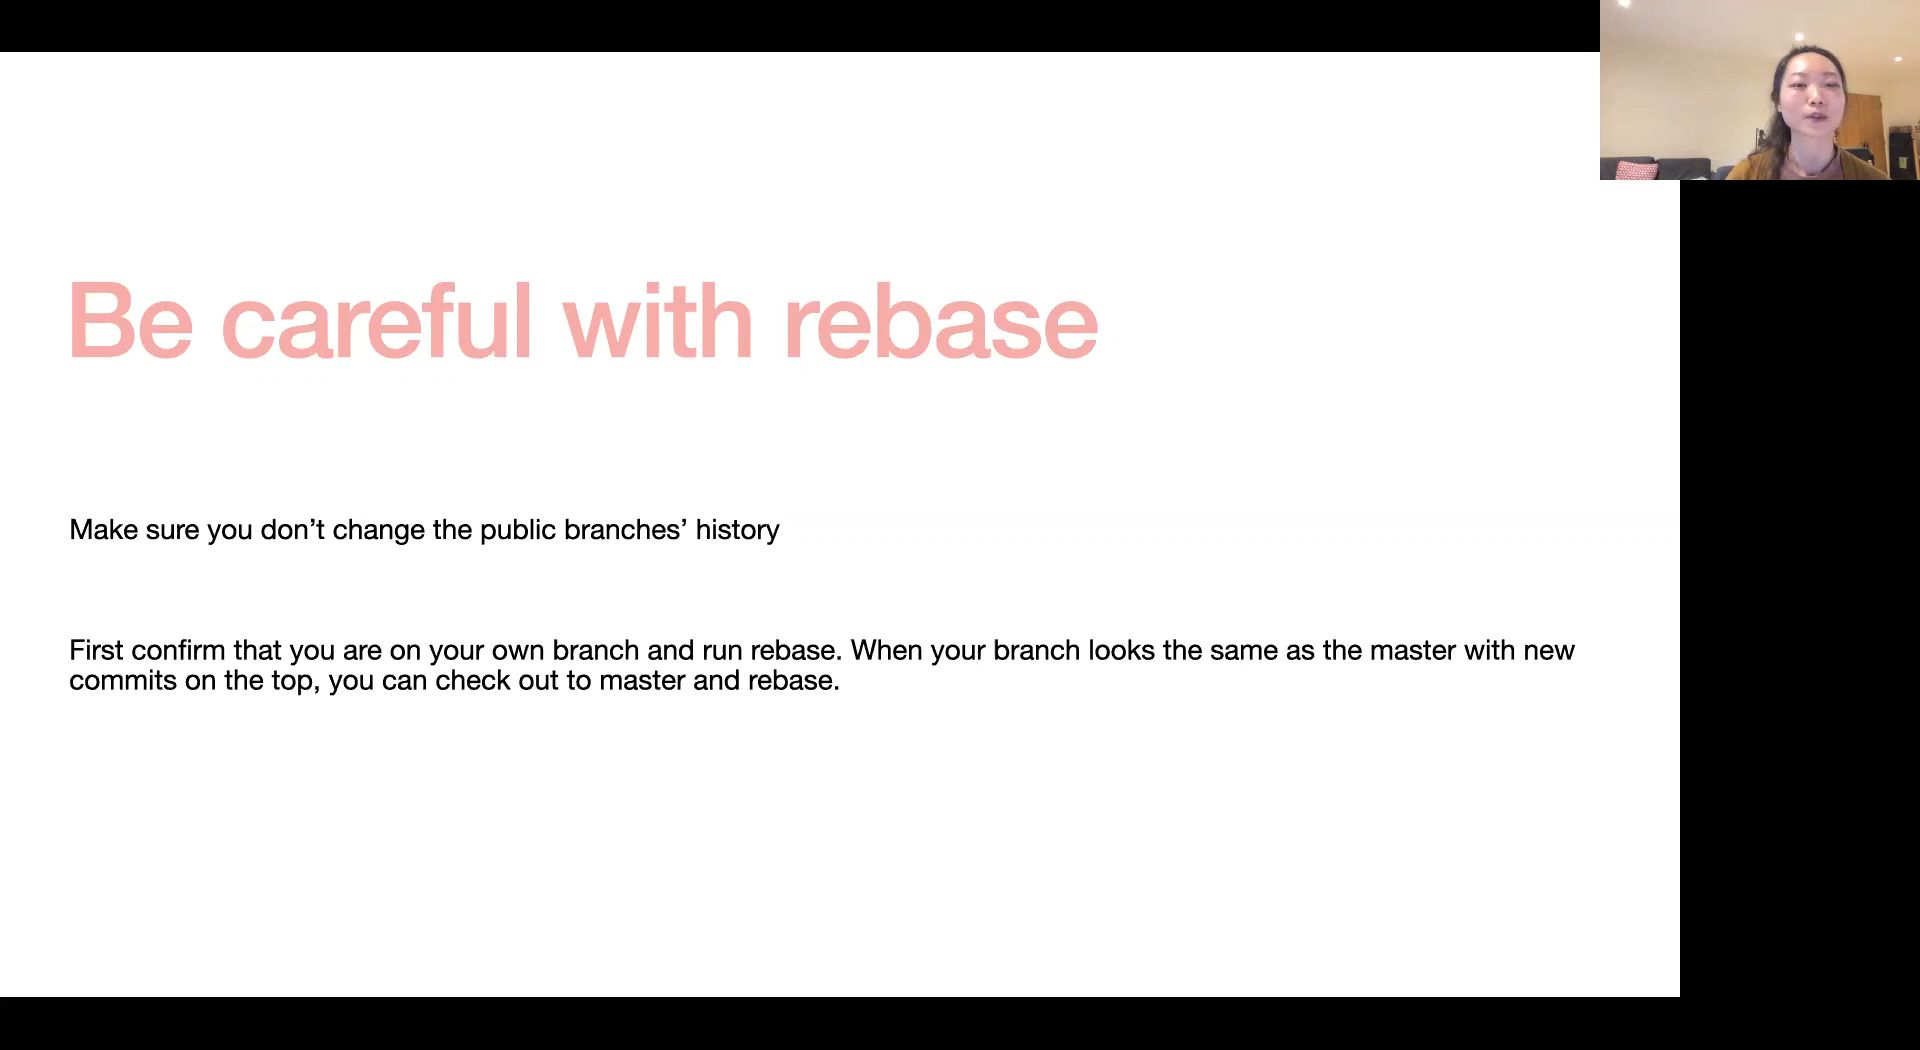 Be careful with rebase
Make sure you don’t change the public branches’ history
First confirm that you are on your own branch and run rebase. When your branch looks the same as the master with new
commits on the top, you can check out to master and rebase.